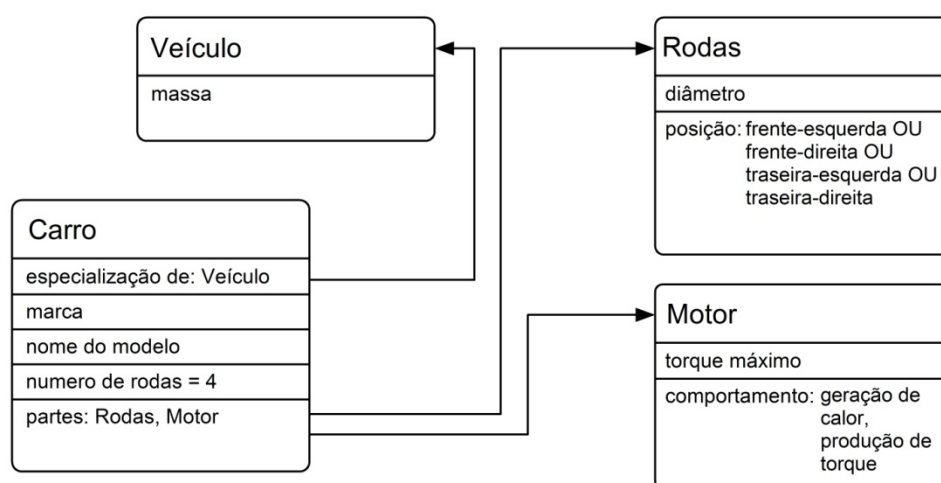 Veículo
massa
Rodas
diâmetro
posição: frente-esquerda OU
frente-direita OU
traseira-esquerda OU
traseira-direita
Carro
especialização de: Veículo
marca
nome do modelo
numero de rodas = 4
partes: Rodas, Motor
Motor
torque máximo
comportamento: geração de
calor,
produção de
torque